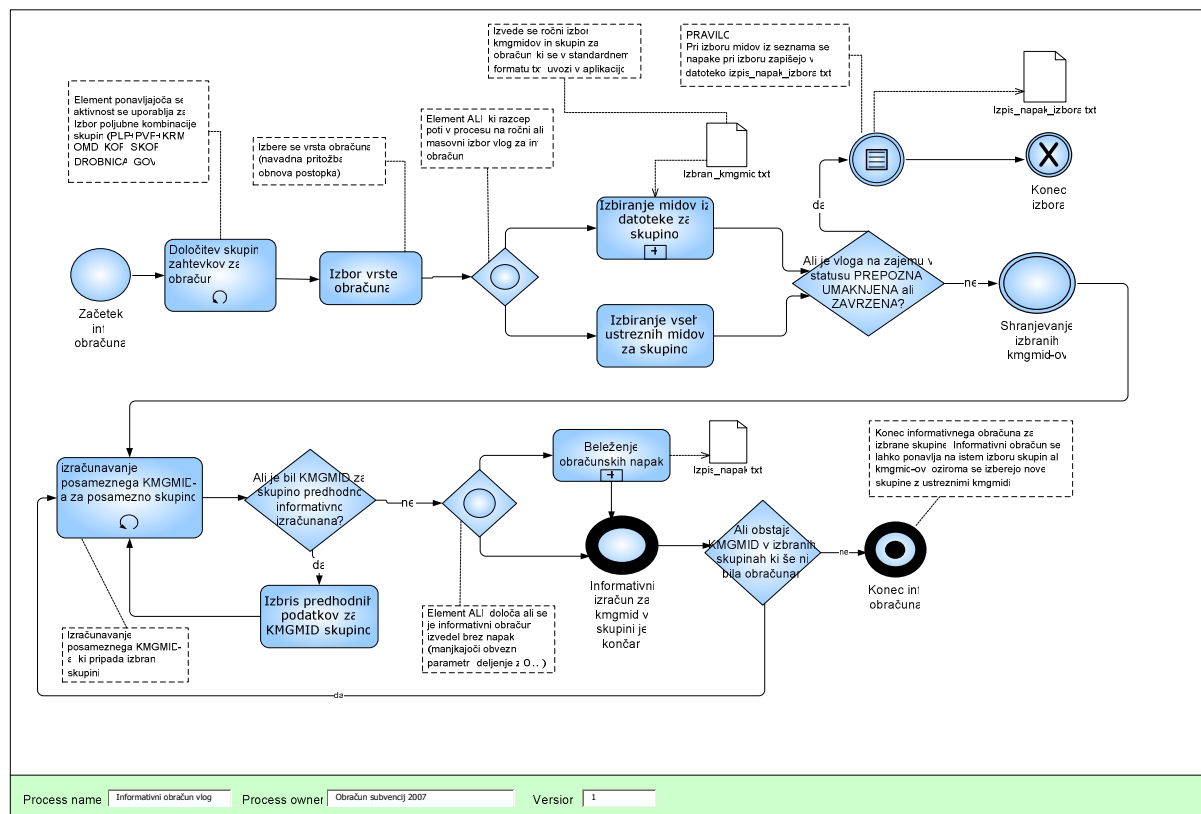 Izvede se ročni izbor
kmgmidov in skupin za
obračun ki se v standardnem
formatu tx uvozi v aplikacijo
PRAVILO
Pri izboru midov iz seznama se
napake pri izboru zapišejo v
datoteko izpis_napak_izbora txt
Izpis_napak_izbora txt
Element ponavljajoča se
aktivnost se uporablja za
Izbor poljubne kombinacije
skupin (PLP+PVF+KRM
OMD KOP SKOP
DROBNICA GOV
Izbere se vrsta obračuna
(navadna pritožba
obnova postopka)
Element ALI ki razcep
poti v procesu na ročni ali
masovni izbor vlog za inf
obračun
Izbran_kmgmid txt
Začetek
inf
obračuna
Določitev skupin
zahtevkov za
obračun
Izbor vrste
obračuna
Izbiranje midov iz
datoteke za
skupino
Izbiranje vseh
ustreznih midov
za skupino
Ali je vloga na zajemu v
statusu PREPOZNA
UMAKNJENA ali
ZAVRŽENA?
da
ne
Konec
izbora
Shranjevanje
izbranih
kmgmid-ov
izračunavanje
posameznega KMGMID-
a za posamezno skupino
Ali je bil KMGMID za
skupino predhodno
informativno
izračunana?
ne
da
Izbris predhodnih
podatkov za
KMGMID skupino
Izračunavanje
posameznega KMGMID-
a ki pripada izbran
skupini
Beleženje
obračunskih napak
Izpis_napak txt
Element ALI določa ali se
je informativni obračun
izvedel brez napak
(manjkajoči obvezn
parametr deljenje z 0.. )
Informativni
izračun za
kmgmid v
skupini je
končan
Ali obstaja
KMGMID v izbranih
skupinah ki še ni
bila obračunan
ne
da
Konec informativnega obračuna za
izbrane skupine Informativni obračun se
lahko ponavlja na istem izboru skupin al
kmgmid-ov oziroma se izberejo nove
skupine z ustreznimi kmgmidi
Konec inf
obračuna
Process name Informativni obračun vlog Process owner Obračun subvencij 2007 Version 1